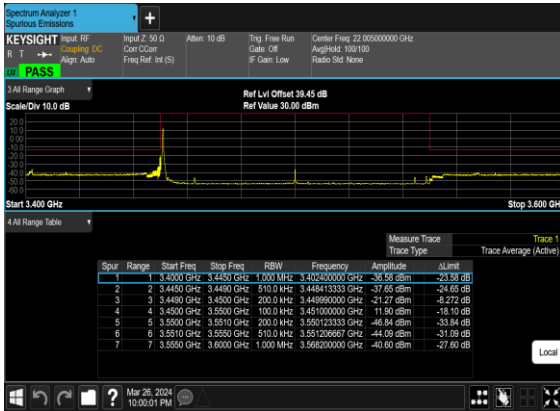 Spectrum Analyzer 1
Spurious Emissions
+
KEYSIGHT Input: RF Input Z: 50 Ω Atten: 10 dB Trig: Free Run Center Freq: 22.005000000 GHz
R T Coupling: DC Corr CCorr Gate: Off Avg|Hold: 100/100
Align: Auto Freq Ref: Int (S) IF Gain: Low Radio Std: None
PASS
3 All Range Graph
Ref Lvl Offset 39.45 dB
Scale/Div 10.0 dB Ref Value 30.00 dBm
20.0
10.0
0.00
-10.0
-20.0
-30.0
-40.0
-50.0
-60.0
Start 3.400 GHz Stop 3.600 GH
4 All Range Table
Measure Trace Trace 1
Trace Type Trace Average (Active)
Spur Range Start Freq Stop Freq RBW Frequency Amplitude ΔLimit
1 1 3.4000 GHz 3.4450 GHz 1.000 MHz 3.402400000 GHz -36.58 dBm -23.58 dB
2 2 3.4450 GHz 3.4490 GHz 510.0 kHz 3.448413333 GHz -37.65 dBm -24.65 dB
3 3 3.4490 GHz 3.4500 GHz 200.0 kHz 3.449990000 GHz -21.27 dBm -8.272 dB
4 4 3.4500 GHz 3.5500 GHz 100.0 kHz 3.451000000 GHz 11.90 dBm -18.10 dB
5 5 3.5500 GHz 3.5510 GHz 200.0 kHz 3.550123333 GHz -46.84 dBm -33.84 dB
6 6 3.5510 GHz 3.5550 GHz 510.0 kHz 3.551206667 GHz -44.09 dBm -31.09 dB
7 7 3.5550 GHz 3.6000 GHz 1.000 MHz 3.568200000 GHz -40.60 dBm -27.60 dB
Local
? Mar 26, 2024
10:00:01 PM